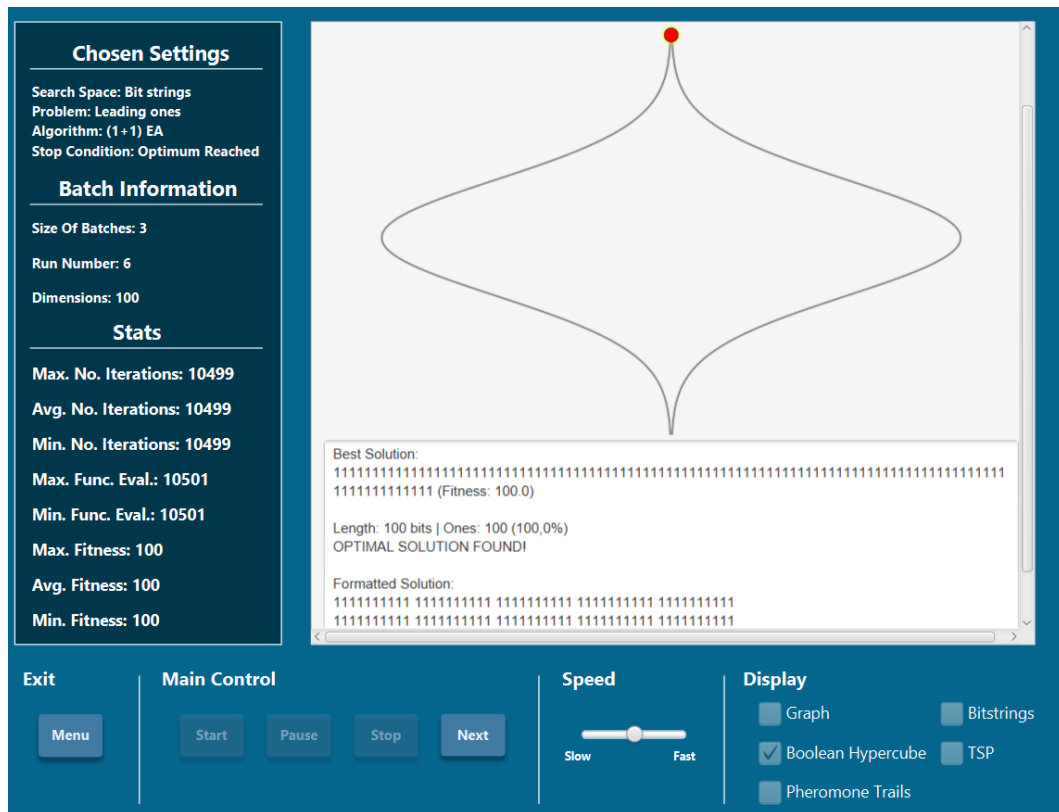 Chosen Settings
Search Space: Bit strings
Problem: Leading ones
Algorithm: (1+1) EA
Stop Condition: Optimum Reached
Batch Information
Size Of Batches: 3
Run Number: 6
Dimensions: 100
Stats
Max. No. Iterations: 10499
Avg. No. Iterations: 10499
Min. No. Iterations: 10499
Max. Func. Eval.: 10501
Min. Func. Eval.: 10501
Max. Fitness: 100
Avg. Fitness: 100
Min. Fitness: 100
Best Solution:
111111111111111111111111111111111111111111111111111111111111111111111111111111111111111
1111111111111 (Fitness: 100.0)
Length: 100 bits | Ones: 100 (100,0%)
OPTIMAL SOLUTION FOUND!
Formatted Solution:
1111111111 1111111111 1111111111 1111111111 1111111111
1111111111 1111111111 1111111111 1111111111 1111111111
Exit
Menu
Main Control
Start
Pause
Stop
Next
Speed
Slow
Fast
Display
Graph
Bitstrings
Boolean Hypercube
TSP
Pheromone Trails